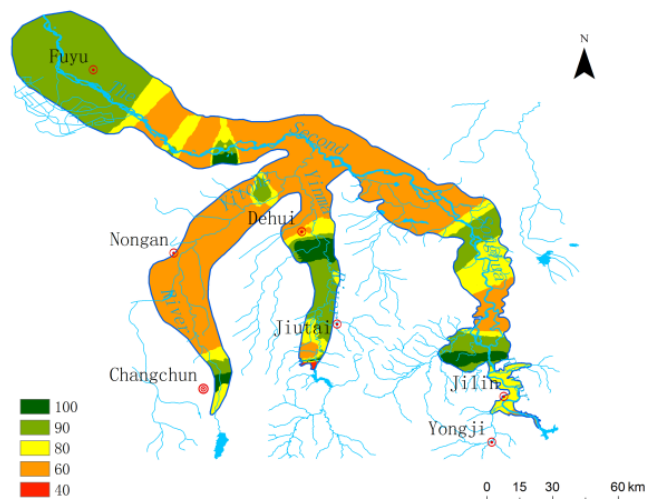 N
Fuyu
The
Second
Yitong
Yinma
Dehui
Nongan
River
Jiutai
Changchun
Jilin
Yongji
100
90
80
60
40
0 15 30 60 km